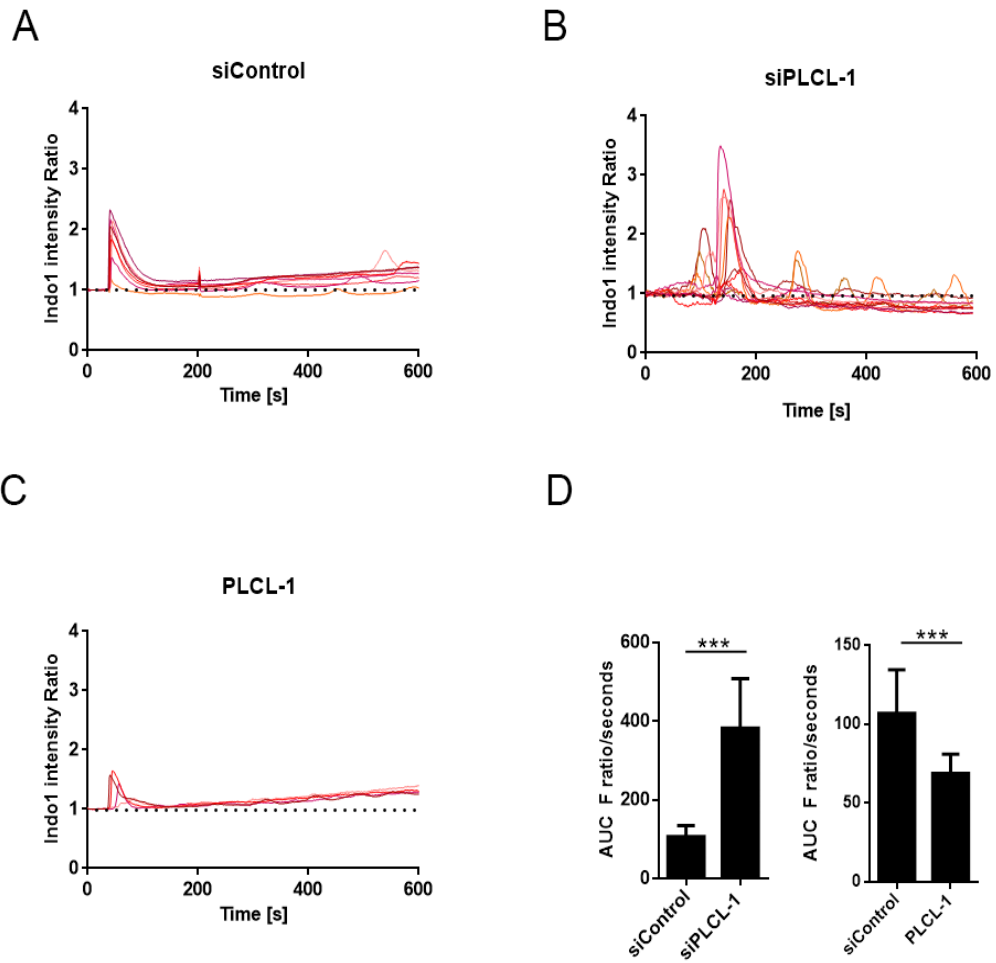 A
siControl
Indo1 intensity Ratio
4
3
2
1
0
0 200 400 600
Time [s]
B
siPLCL-1
Indo1 intensity Ratio
4
3
2
1
0
0 200 400 600
Time [s]
C
PLCL-1
Indo1 intensity Ratio
4
3
2
1
0
0 200 400 600
Time [s]
D
AUC F ratio/seconds
600
400
200
0
***
siControl
siPLCL-1
AUC F ratio/seconds
150
100
50
0
***
siControl
PLCL-1